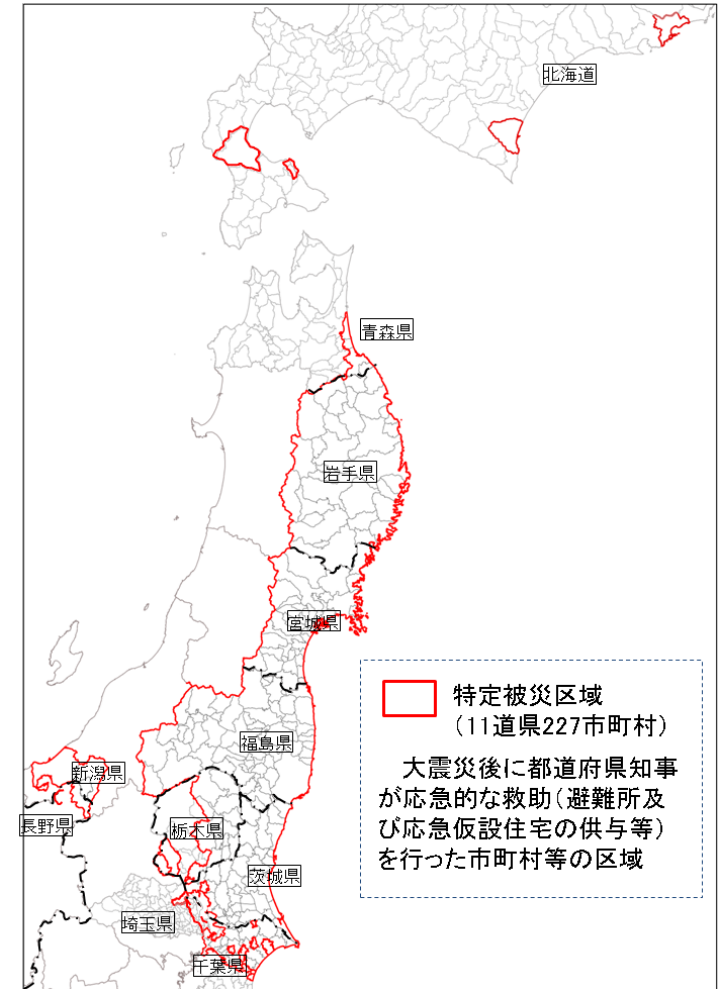 北海道
青森県
岩手県
宮城県
福島県
新潟県
長野県
栃木県
茨城県
埼玉県
千葉県
特定被災区域
（11道県227市町村）
大震災後に都道府県知事
が応急的な救助（避難所及
び応急仮設住宅の供与等）
を行った市町村等の区域